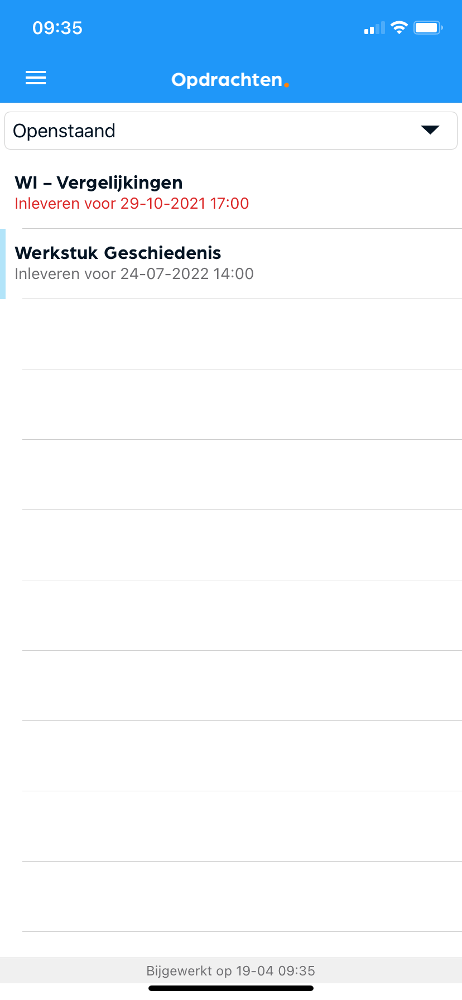 09:35
Opdrachten.
Openstaand
WI – Vergelijkingen
Inleveren voor 29-10-2021 17:00
Werkstuk Geschiedenis
Inleveren voor 24-07-2022 14:00
Bijgewerkt op 19-04 09:35